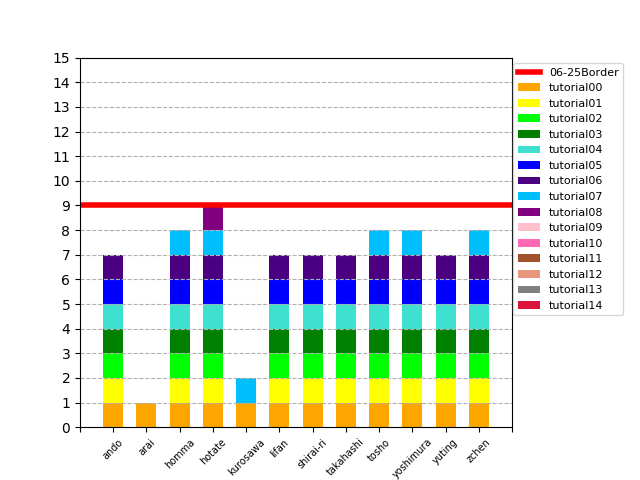 15
14
13
12
11
10
9
8
7
6
5
4
3
2
1
0
ando
arai
homma
hotate
kurosawa
lifan
shirai-ri
takahashi
tosho
yoshimura
yuting
zchen
06-25Border
tutorial00
tutorial01
tutorial02
tutorial03
tutorial04
tutorial05
tutorial06
tutorial07
tutorial08
tutorial09
tutorial10
tutorial11
tutorial12
tutorial13
tutorial14